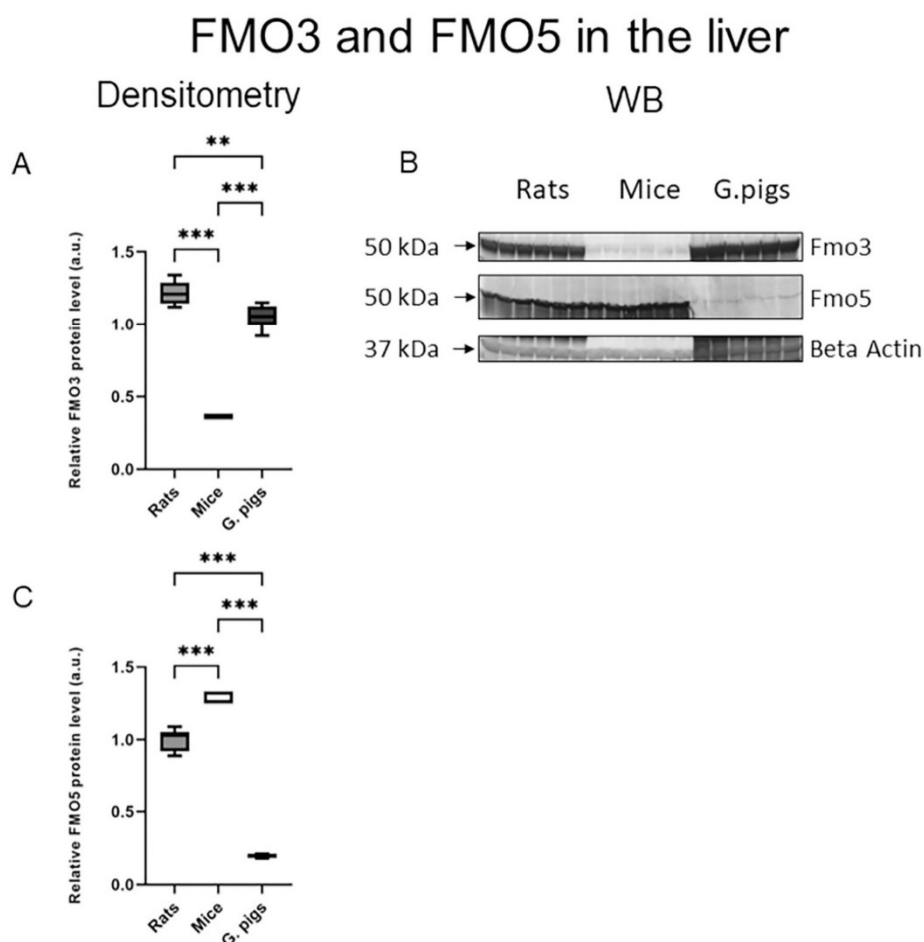 FMO3 and FMO5 in the liver
Densitometry
WB
A
**
***
***
Relative FMO3 protein level (a.u.)
1.5
1.0
0.5
0.0
Rats
Mice
G. pigs
B
Rats Mice G.pigs
50 kDa → Fmo3
50 kDa → Fmo5
37 kDa → Beta Actin
C
***
***
***
Relative FMO5 protein level (a.u.)
1.5
1.0
0.5
0.0
Rats
Mice
G. pigs